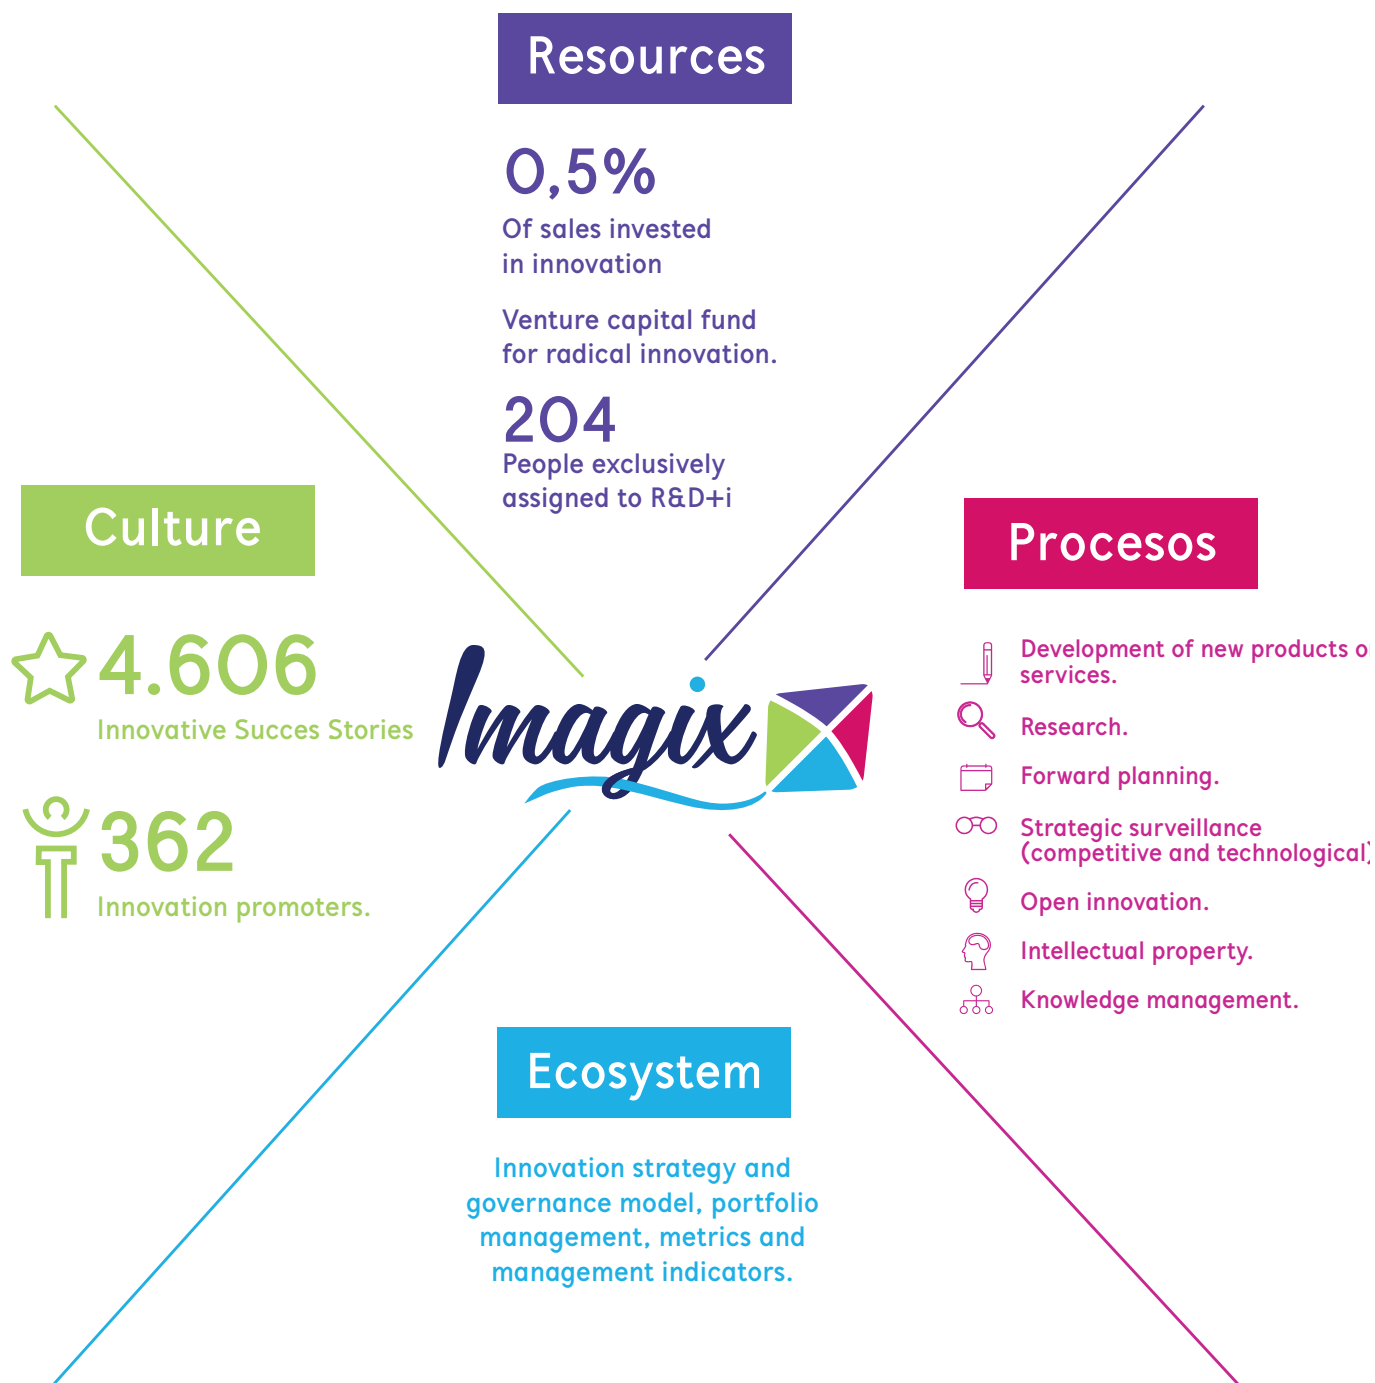 Resources
0,5%
Of sales invested
in innovation
Venture capital fund
for radical innovation.
204
People exclusively
assigned to R&D+i
Culture
4.606
Innovative Succes Stories
362
Innovation promoters.
Imagix
Procesos
Development of new products o
services.
Research.
Forward planning.
Strategic surveillance
(competitive and technological)
Open innovation.
Intellectual property.
Knowledge management.
Ecosystem
Innovation strategy and
governance model, portfolio
management, metrics and
management indicators.